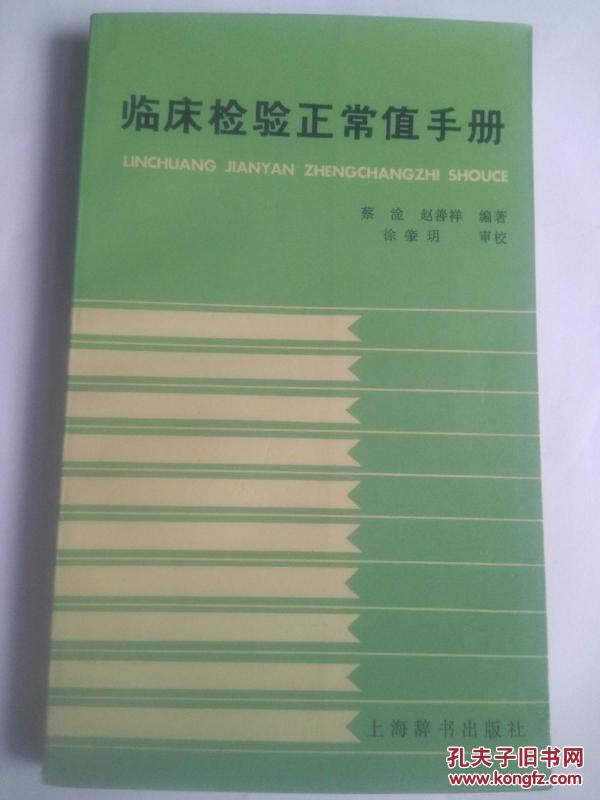 临床检验正常值手册
LINCHUANG JIANYAN ZHENGCHANGZHI SHOUCE
蔡淦 赵善祥 编著
徐肇玥 审校
上海辞书出版社
孔夫子旧书网
www.kongfz.com